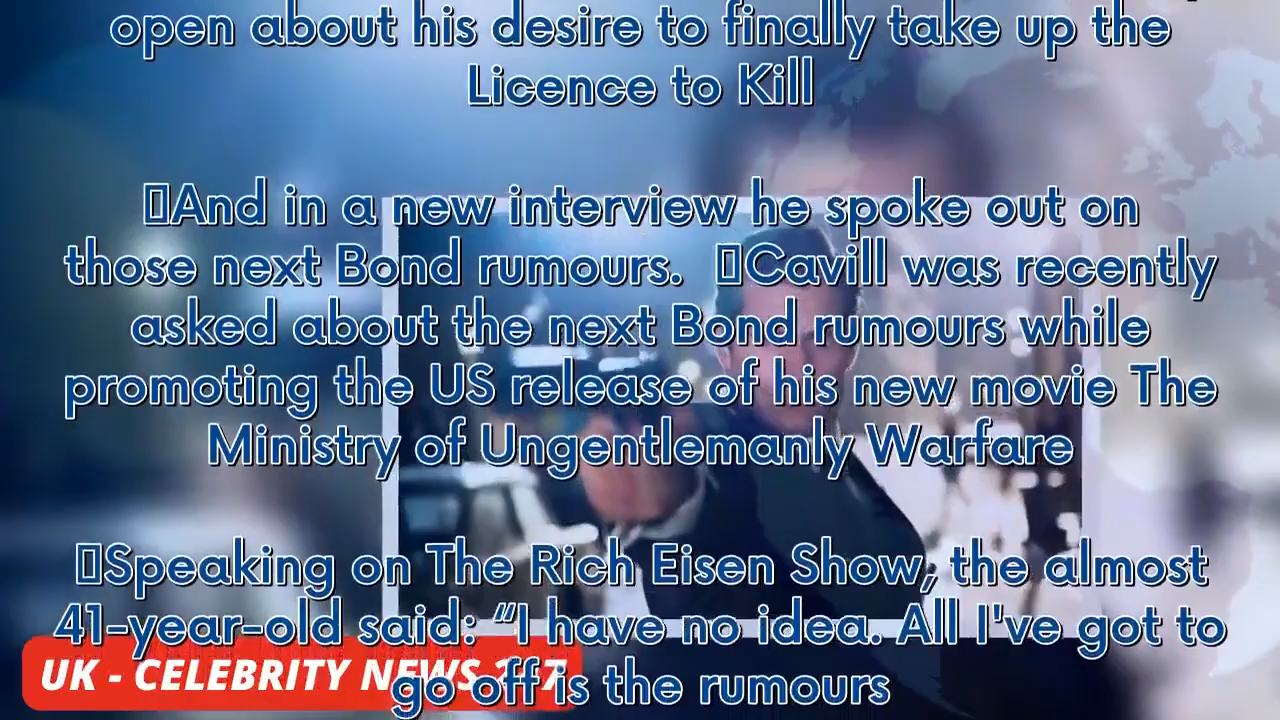 open about his desire to finally take up the
Licence to Kill
And in a new interview he spoke out on
those next Bond rumours. Cavill was recently
asked about the next Bond rumours while
promoting the US release of his new movie The
Ministry of Ungentlemanly Warfare
Speaking on The Rich Eisen Show, the almost
41-year-old said: “I have no idea. All I've got to
go off is the rumours
UK - CELEBRITY NEWS